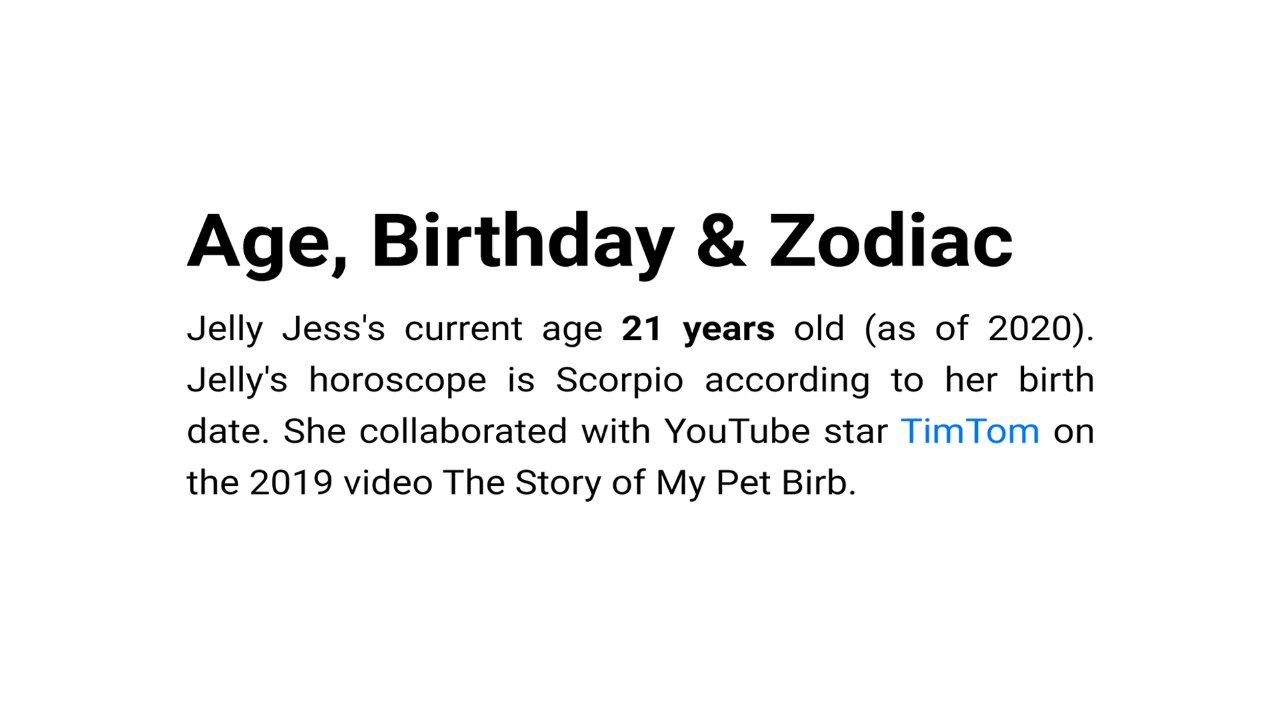 Age, Birthday & Zodiac
Jelly Jess's current age 21 years old (as of 2020).
Jelly's horoscope is Scorpio according to her birth
date. She collaborated with YouTube star TimTom on
the 2019 video The Story of My Pet Birb.